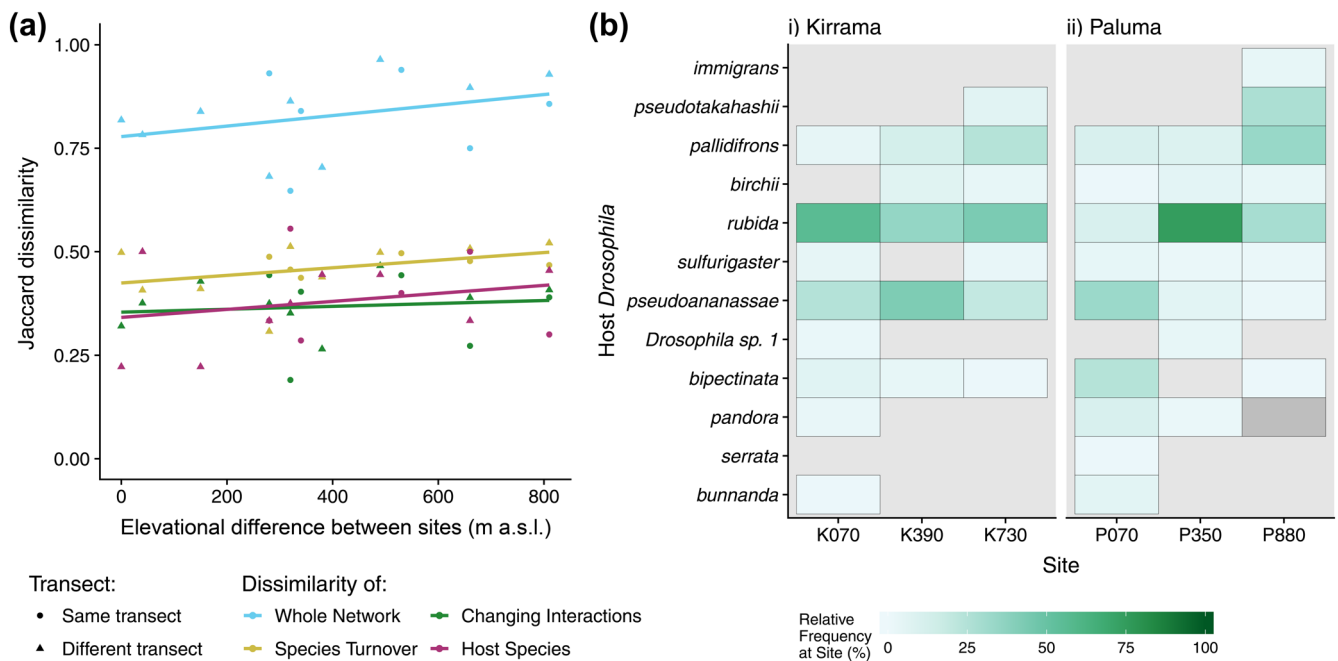 (a)
1.00
0.75
0.50
0.25
0.00
Jaccard dissimilarity
0 200 400 600 800
Elevational difference between sites (m a.s.l.)
Transect:
Same transect
Different transect
Dissimilarity of:
Whole Network
Changing Interactions
Species Turnover
Host Species
(b)
i) Kirrama
ii) Paluma
Host Drosophila
immigrans
pseudotakahashii
pallidifrons
birchii
rubida
sulfurigaster
pseudoananassae
Drosophila sp. 1
bipectinata
pandora
serrata
bunnanda
K070 K390 K730
P070 P350 P880
Site
Relative
Frequency
at Site (%)
0 25 50 75 100